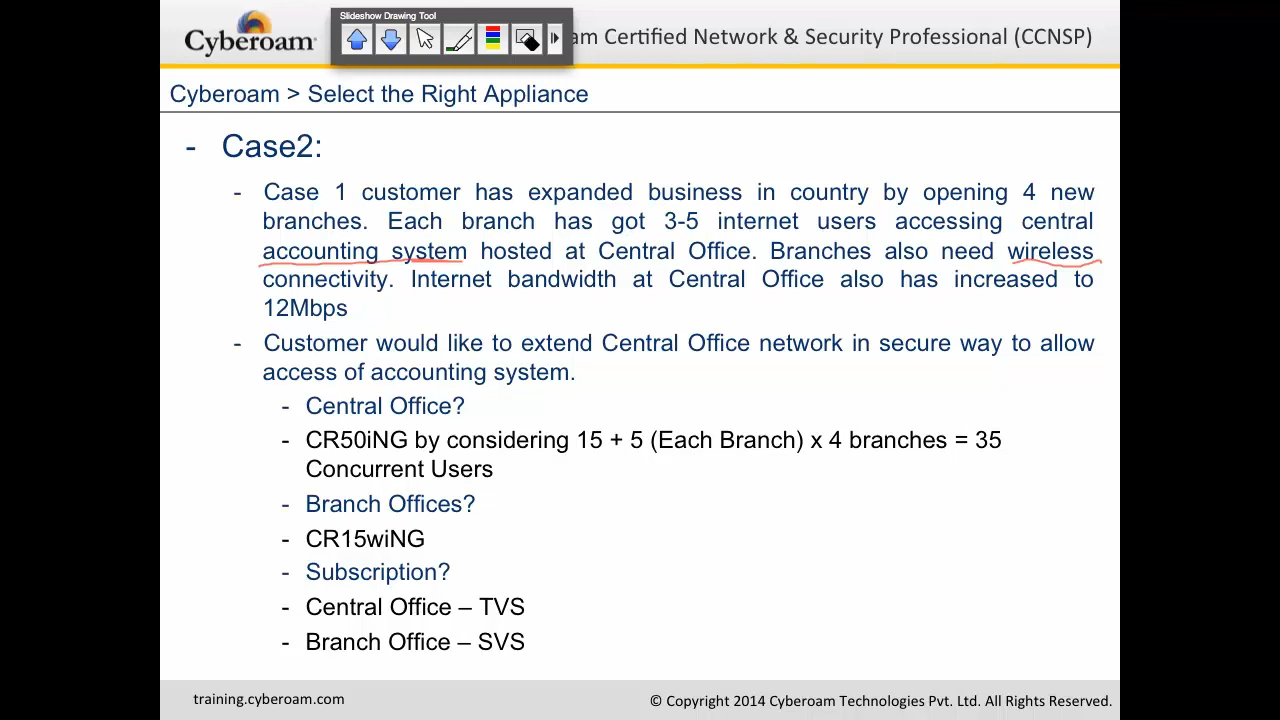 Slideshow Drawing Tool
Cyberoam
am Certified Network & Security Professional (CCNSP)
Cyberoam > Select the Right Appliance
- Case2:
- Case 1 customer has expanded business in country by opening 4 new
branches. Each branch has got 3-5 internet users accessing central
accounting system hosted at Central Office. Branches also need wireless
connectivity. Internet bandwidth at Central Office also has increased to
12Mbps
- Customer would like to extend Central Office network in secure way to allow
access of accounting system.
- Central Office?
- CR50iNG by considering 15 + 5 (Each Branch) x 4 branches = 35
Concurrent Users
- Branch Offices?
- CR15wiNG
- Subscription?
- Central Office – TVS
- Branch Office – SVS
training.cyberoam.com
© Copyright 2014 Cyberoam Technologies Pvt. Ltd. All Rights Reserved.